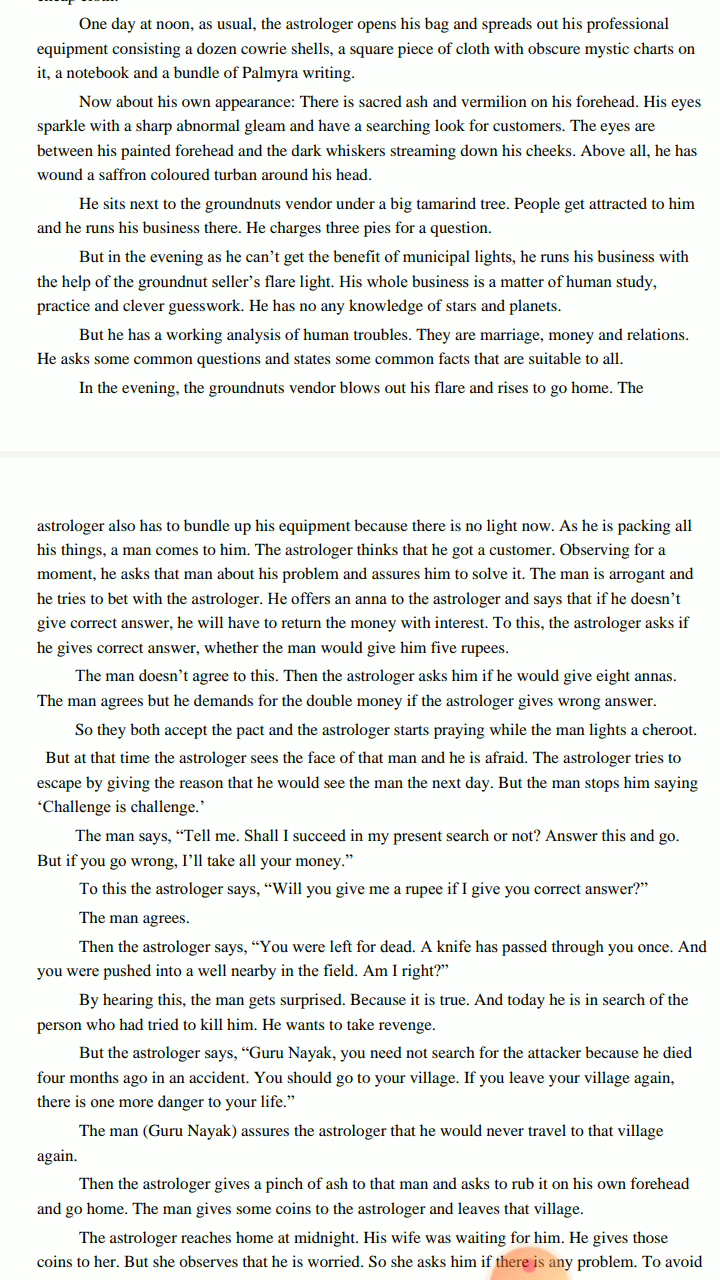 One day at noon, as usual, the astrologer opens his bag and spreads out his professional
equipment consisting a dozen cowrie shells, a square piece of cloth with obscure mystic charts on
it, a notebook and a bundle of Palmyra writing.
Now about his own appearance: There is sacred ash and vermilion on his forehead. His eyes
sparkle with a sharp abnormal gleam and have a searching look for customers. The eyes are
between his painted forehead and the dark whiskers streaming down his cheeks. Above all, he has
wound a saffron coloured turban around his head.
He sits next to the groundnuts vendor under a big tamarind tree. People get attracted to him
and he runs his business there. He charges three pies for a question.
But in the evening as he can’t get the benefit of municipal lights, he runs his business with
the help of the groundnut seller’s flare light. His whole business is a matter of human study,
practice and clever guesswork. He has no any knowledge of stars and planets.
But he has a working analysis of human troubles. They are marriage, money and relations.
He asks some common questions and states some common facts that are suitable to all.
In the evening, the groundnuts vendor blows out his flare and rises to go home. The
astrologer also has to bundle up his equipment because there is no light now. As he is packing all
his things, a man comes to him. The astrologer thinks that he got a customer. Observing for a
moment, he asks that man about his problem and assures him to solve it. The man is arrogant and
he tries to bet with the astrologer. He offers an anna to the astrologer and says that if he doesn’t
give correct answer, he will have to return the money with interest. To this, the astrologer asks if
he gives correct answer, whether the man would give him five rupees.
The man doesn’t agree to this. Then the astrologer asks him if he would give eight annas.
The man agrees but he demands for the double money if the astrologer gives wrong answer.
So they both accept the pact and the astrologer starts praying while the man lights a cheroot.
But at that time the astrologer sees the face of that man and he is afraid. The astrologer tries to
escape by giving the reason that he would see the man the next day. But the man stops him saying
‘Challenge is challenge.’
The man says, “Tell me. Shall I succeed in my present search or not? Answer this and go.
But if you go wrong, I’ll take all your money.”
To this the astrologer says, “Will you give me a rupee if I give you correct answer?”
The man agrees.
Then the astrologer says, “You were left for dead. A knife has passed through you once. And
you were pushed into a well nearby in the field. Am I right?”
By hearing this, the man gets surprised. Because it is true. And today he is in search of the
person who had tried to kill him. He wants to take revenge.
But the astrologer says, “Guru Nayak, you need not search for the attacker because he died
four months ago in an accident. You should go to your village. If you leave your village again,
there is one more danger to your life.”
The man (Guru Nayak) assures the astrologer that he would never travel to that village
again.
Then the astrologer gives a pinch of ash to that man and asks to rub it on his own forehead
and go home. The man gives some coins to the astrologer and leaves that village.
The astrologer reaches home at midnight. His wife was waiting for him. He gives those
coins to her. But she observes that he is worried. So she asks him if there is any problem. To avoid